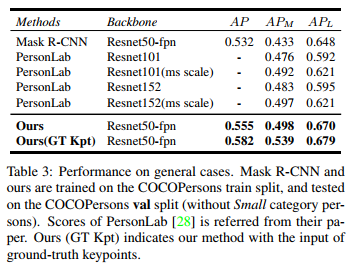 Methods Backbone AP AP_M AP_L
Mask R-CNN Resnet50-fpn 0.532 0.433 0.648
PersonLab Resnet101 - 0.476 0.592
PersonLab Resnet101(ms scale) - 0.492 0.621
PersonLab Resnet152 - 0.483 0.595
PersonLab Resnet152(ms scale) - 0.497 0.621
Ours Resnet50-fpn 0.555 0.498 0.670
Ours(GT Kpt) Resnet50-fpn 0.582 0.539 0.679
Table 3: Performance on general cases. Mask R-CNN and
ours are trained on the COCOPersons train split, and tested
on the COCOPersons val split (without Small category per-
sons). Scores of PersonLab [28] is referred from their pa-
per. Ours (GT Kpt) indicates our method with the input of
ground-truth keypoints.